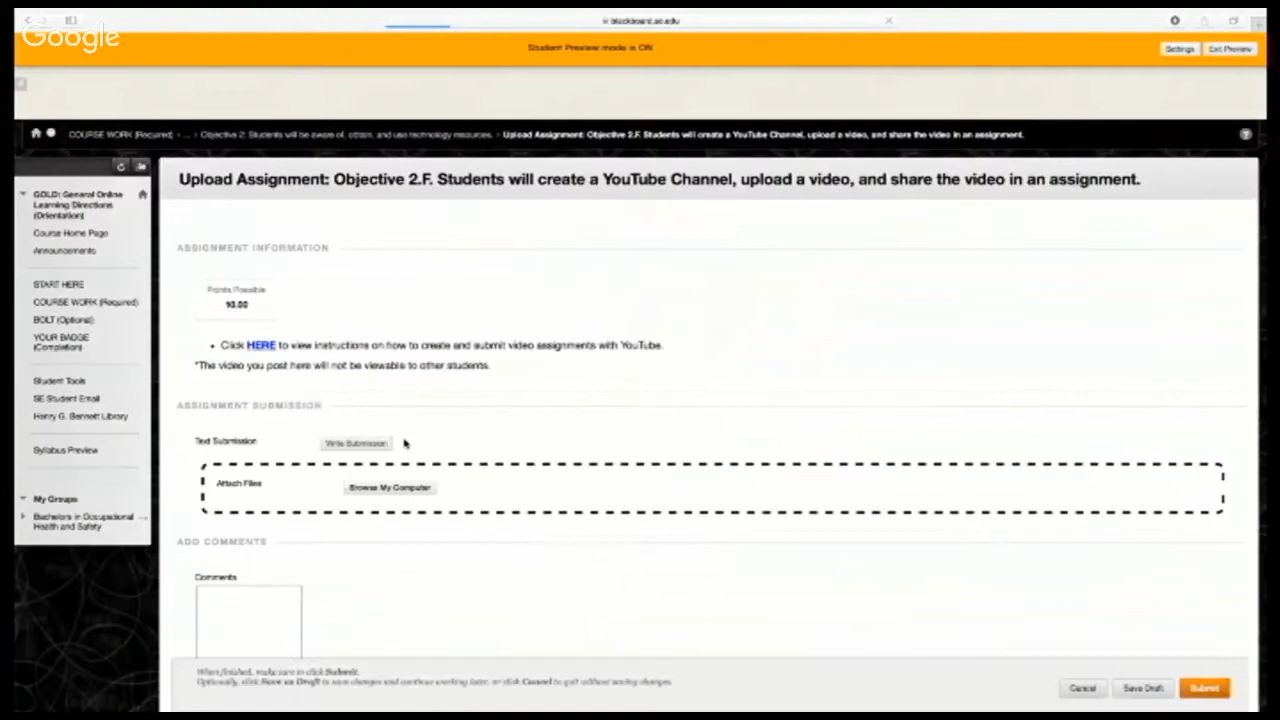 blackboard.se.edu
Google
Student Preview mode is ON
Settings
Exit Preview
COURSE WORK (Required) > ... > Objective 2: Students will be aware of, obtain, and use technology resources. > Upload Assignment: Objective 2.F. Students will create a YouTube Channel, upload a video, and share the video in an assignment.
Upload Assignment: Objective 2.F. Students will create a YouTube Channel, upload a video, and share the video in an assignment.
GOLD: General Online
Learning Directions
(Orientation)
Course Home Page
Announcements
START HERE
COURSE WORK (Required)
BOLT (Optional)
YOUR BADGE
(Completion)
Student Tools
SE Student Email
Henry G. Bennett Library
Syllabus Preview
My Groups
Bachelors in Occupational ...
Health and Safety
ASSIGNMENT INFORMATION
Points Possible
10.00
• Click HERE to view instructions on how to create and submit video assignments with YouTube.
*The video you post here will not be viewable to other students.
ASSIGNMENT SUBMISSION
Text Submission
Write Submission
Attach Files
Browse My Computer
ADD COMMENTS
Comments
When finished, make sure to click Submit.
Optionally, click Save as Draft to save changes and continue working later, or click Cancel to quit without saving changes.
Cancel
Save Draft
Submit